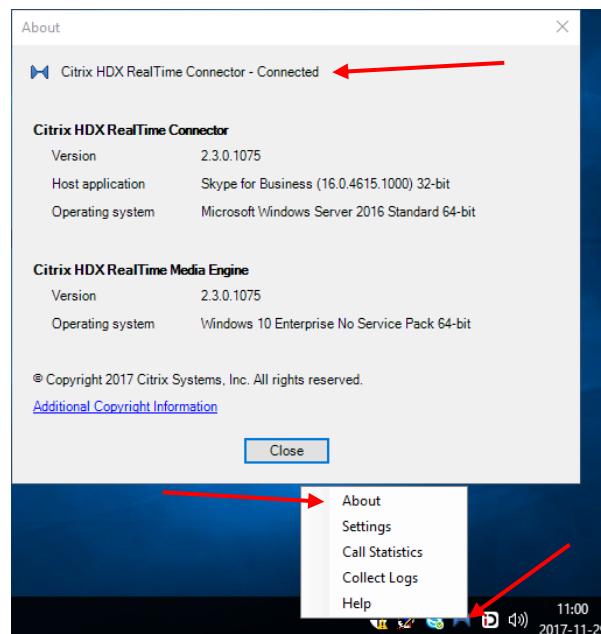 About
Citrix HDX RealTime Connector - Connected
Citrix HDX RealTime Connector
Version 2.3.0.1075
Host application Skype for Business (16.0.4615.1000) 32-bit
Operating system Microsoft Windows Server 2016 Standard 64-bit
Citrix HDX RealTime Media Engine
Version 2.3.0.1075
Operating system Windows 10 Enterprise No Service Pack 64-bit
© Copyright 2017 Citrix Systems, Inc. All rights reserved.
Additional Copyright Information
Close
About
Settings
Call Statistics
Collect Logs
Help
11:00